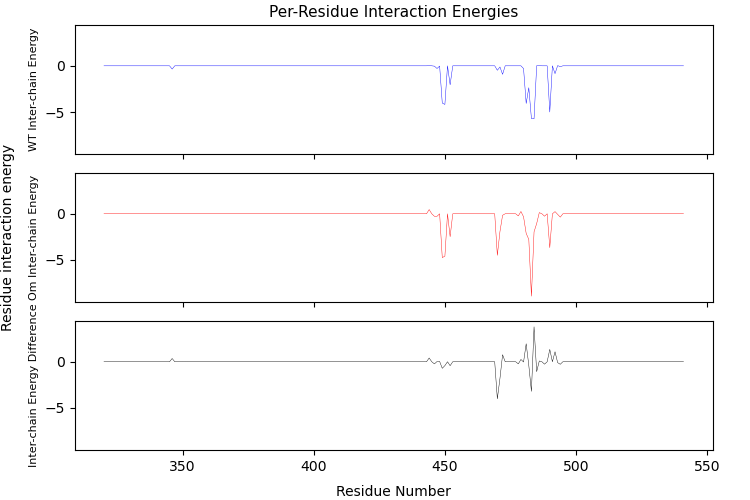 Per-Residue Interaction Energies
Residue interaction energy
WT Inter-chain Energy
0
−5
Om Inter-chain Energy
0
−5
Inter-chain Energy Difference
0
−5
350
400
450
500
550
Residue Number